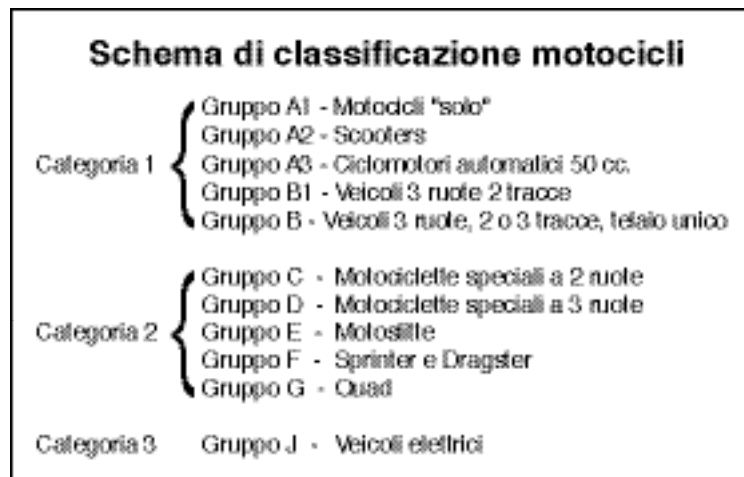 Schema di classificazione motocicli
Gruppo A1 - Motocicli "solo"
Gruppo A2 - Scooters
Categoria 1 Gruppo A3 - Ciclomotori automatici 50 cc.
Gruppo B1 - Veicoli 3 ruote 2 tracce
Gruppo B - Veicoli 3 ruote, 2 o 3 tracce, telaio unico
Gruppo C - Motociclette speciali a 2 ruote
Gruppo D - Motociclette speciali a 3 ruote
Categoria 2 Gruppo E - Motoslitte
Gruppo F - Sprinter e Dragster
Gruppo G - Quad
Categoria 3 Gruppo J - Veicoli elettrici